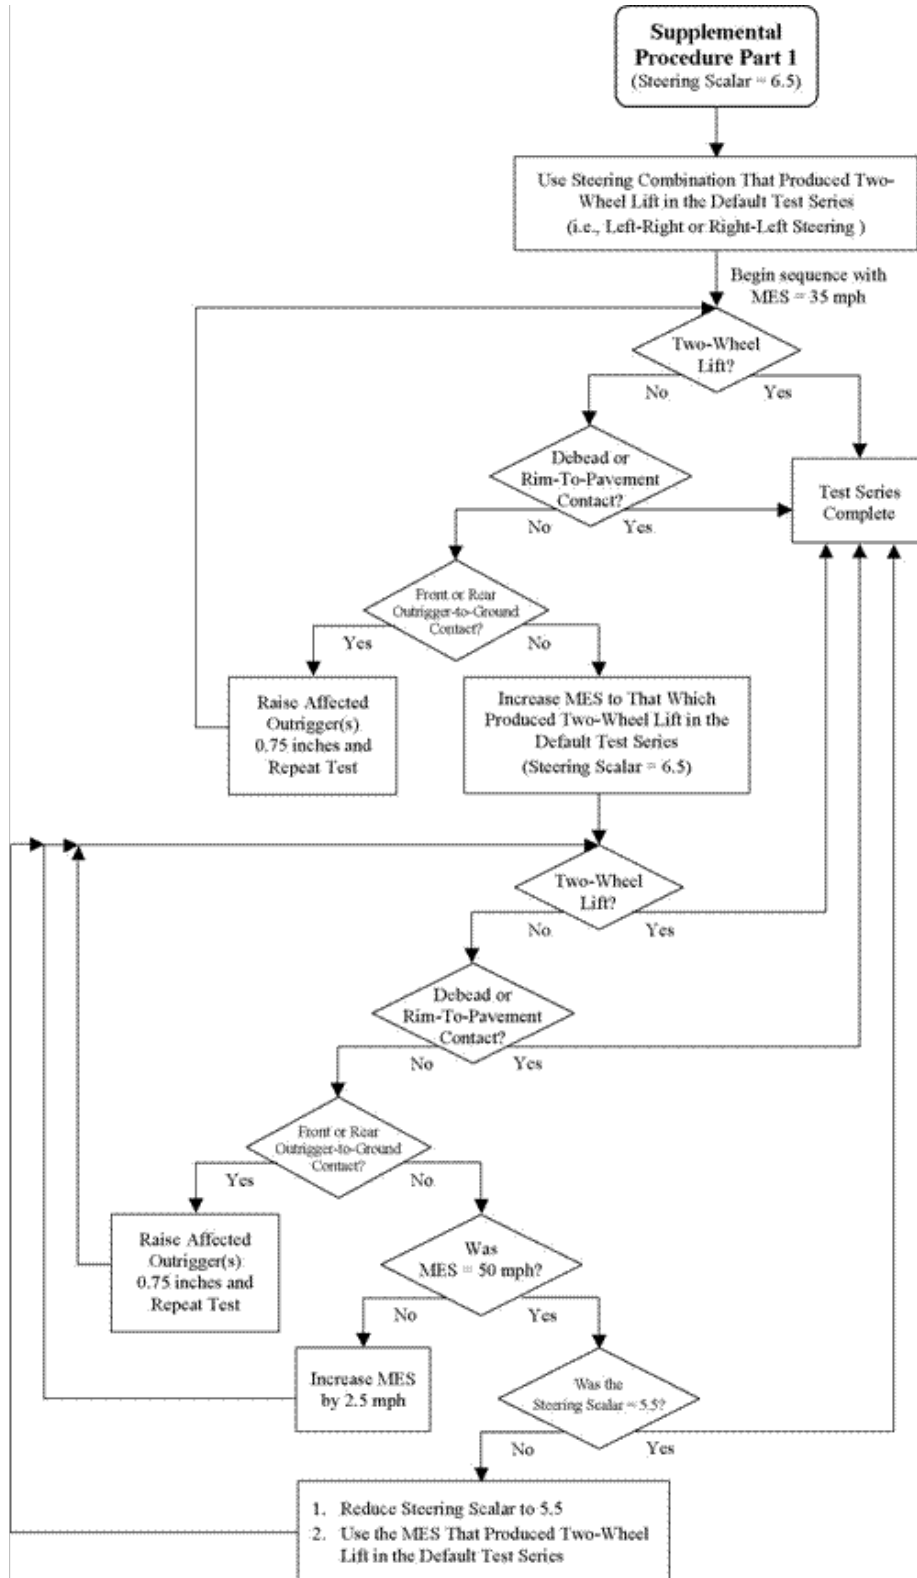 Supplemental
Procedure Part 1
(Steering Scalar = 6.5)
Use Steering Combination That Produced Two-
Wheel Lift in the Default Test Series
(i.e., Left-Right or Right-Left Steering )
Begin sequence with
MES = 35 mph
Two-Wheel
Lift?
No
Yes
Debead or
Rim-To-Pavement
Contact?
Test Series
Complete
No
Yes
Front or Rear
Outrigger-to-Ground
Contact?
Yes
No
Raise Affected
Outrigger(s)
0.75 inches and
Repeat Test
Increase MES to That Which
Produced Two-Wheel Lift in the
Default Test Series
(Steering Scalar = 6.5)
Two-Wheel
Lift?
No
Yes
Debead or
Rim-To-Pavement
Contact?
No
Yes
Front or Rear
Outrigger-to-Ground
Contact?
Yes
No
Raise Affected
Outrigger(s)
0.75 inches and
Repeat Test
Was
MES = 50 mph?
No
Yes
Increase MES
by 2.5 mph
Was the
Steering Scalar = 5.5?
No
Yes
1. Reduce Steering Scalar to 5.5
2. Use the MES That Produced Two-Wheel
Lift in the Default Test Series